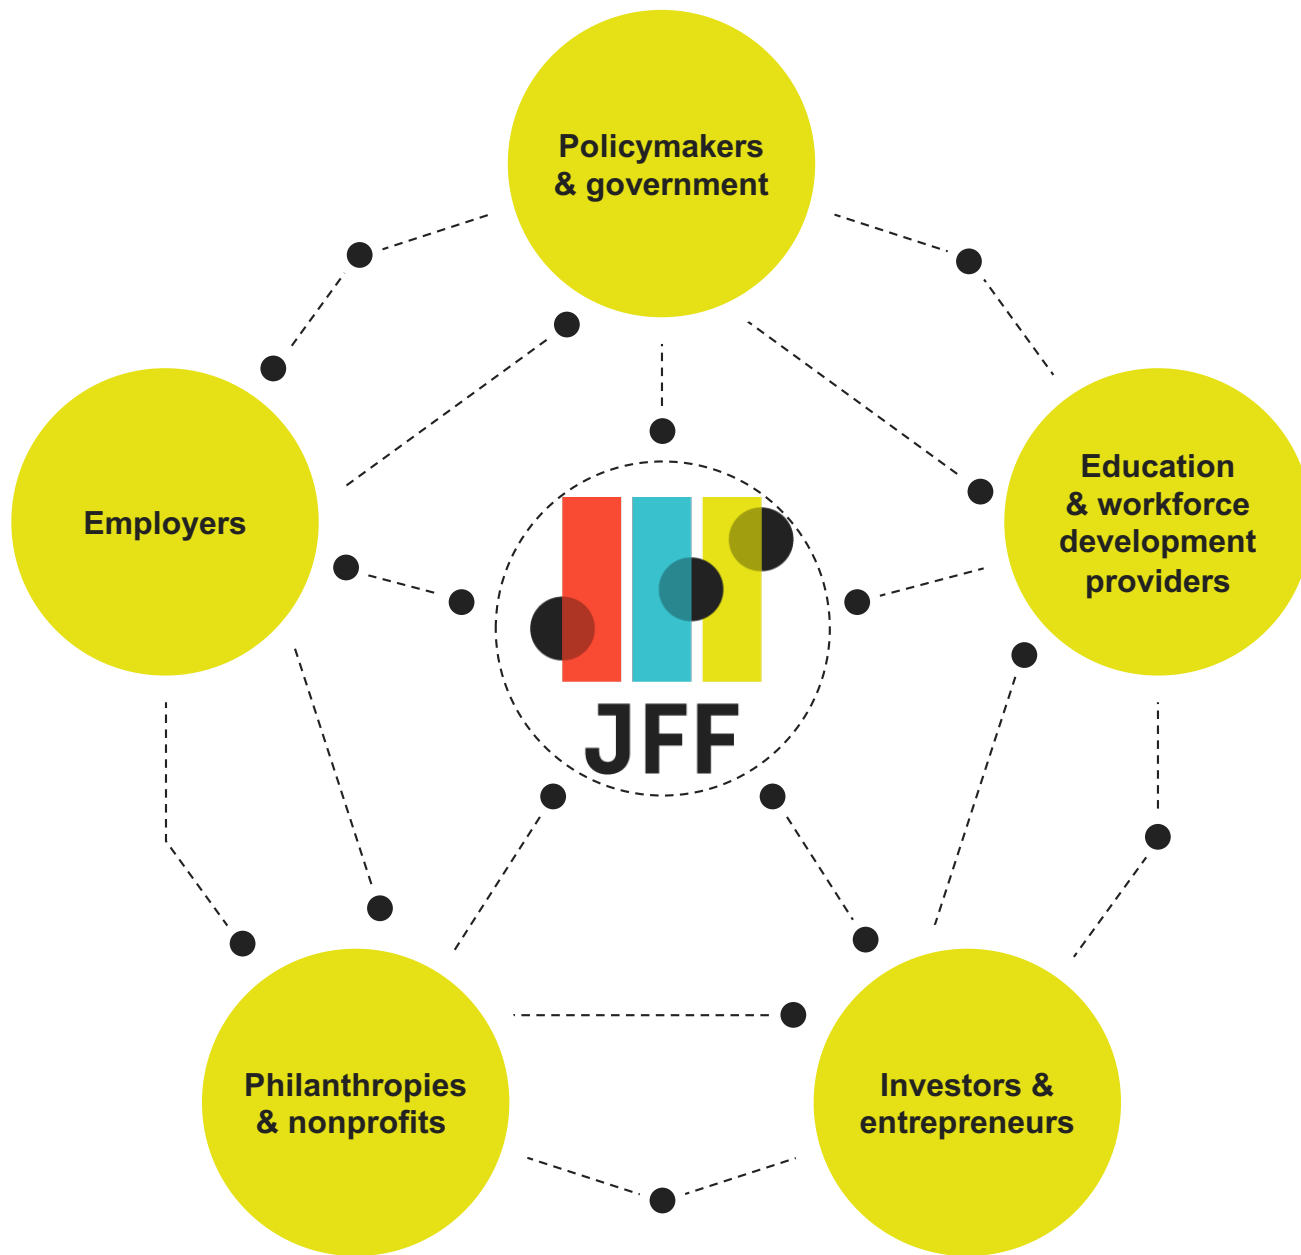 Policymakers
& government
Employers
Education
& workforce
development
providers
JFF
Philanthropies
& nonprofits
Investors &
entrepreneurs